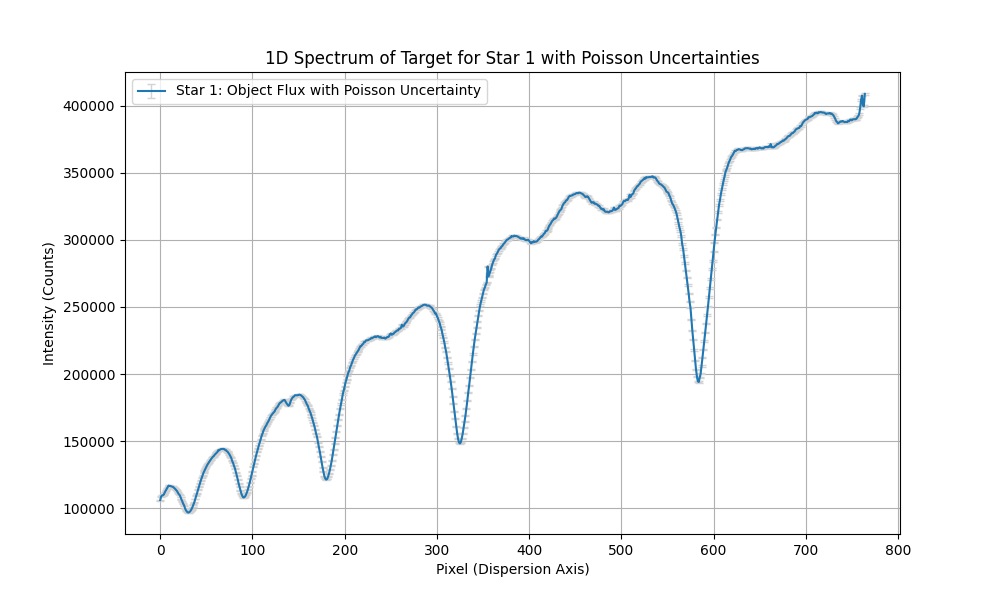 1D Spectrum of Target for Star 1 with Poisson Uncertainties
Star 1: Object Flux with Poisson Uncertainty
Intensity (Counts)
400000
350000
300000
250000
200000
150000
100000
0 100 200 300 400 500 600 700 800
Pixel (Dispersion Axis)